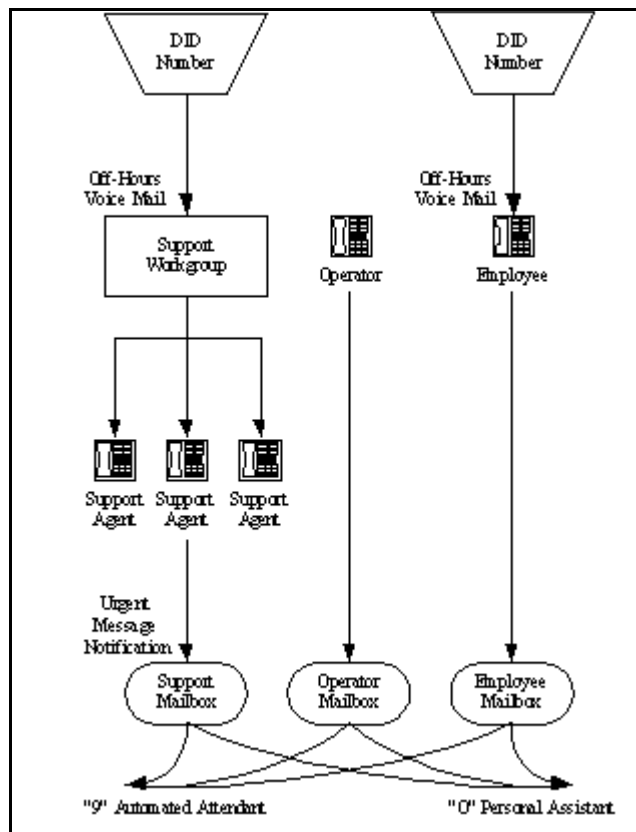 DID
Number
DID
Number
Off-Hours
Voice Mail
Off-Hours
Voice Mail
Support
Workgroup
Operator
Employee
Support
Agent
Support
Agent
Support
Agent
Urgent
Message
Notification
Support
Mailbox
Operator
Mailbox
Employee
Mailbox
"9" Automated Attendant
"0" Personal Assistant